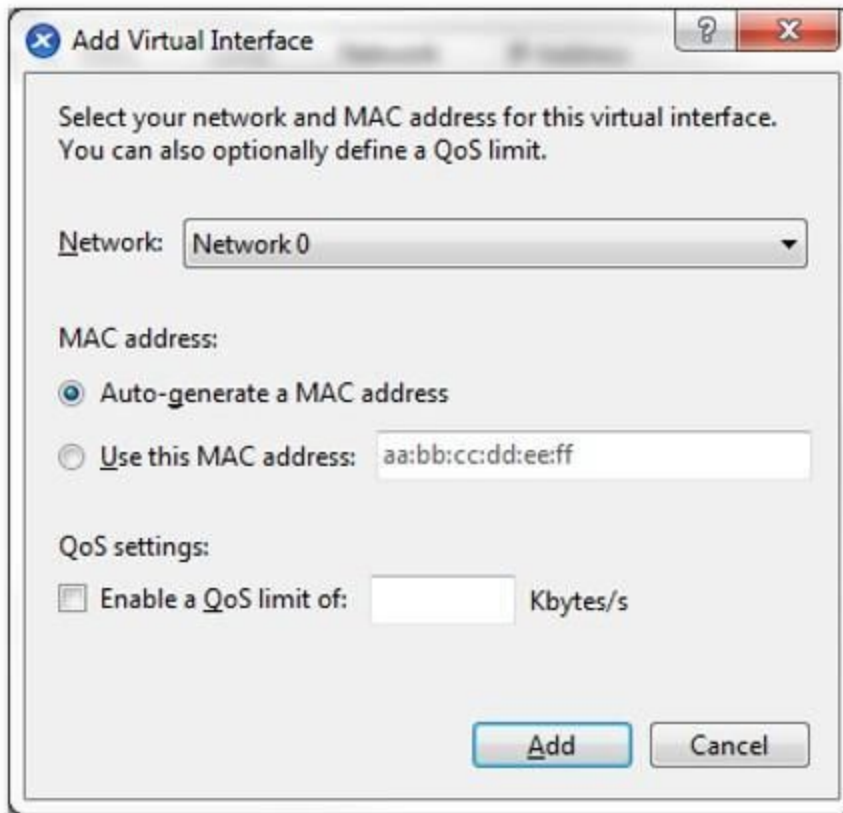 Add Virtual Interface
Select your network and MAC address for this virtual interface.
You can also optionally define a QoS limit.
Network: Network 0
MAC address:
Auto-generate a MAC address
Use this MAC address: aa:bb:cc:dd:ee:ff
QoS settings:
Enable a QoS limit of: Kbytes/s
Add Cancel